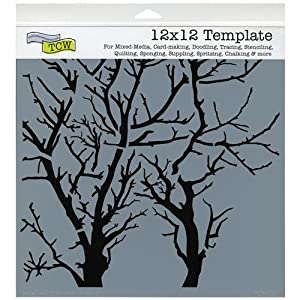 TCW
12x12 Template
For Mixed-Media, Card-making, Doodling, Tracing, Stenciling,
Quilting, Sponging, Stippling, Spritzing, Chalking & more